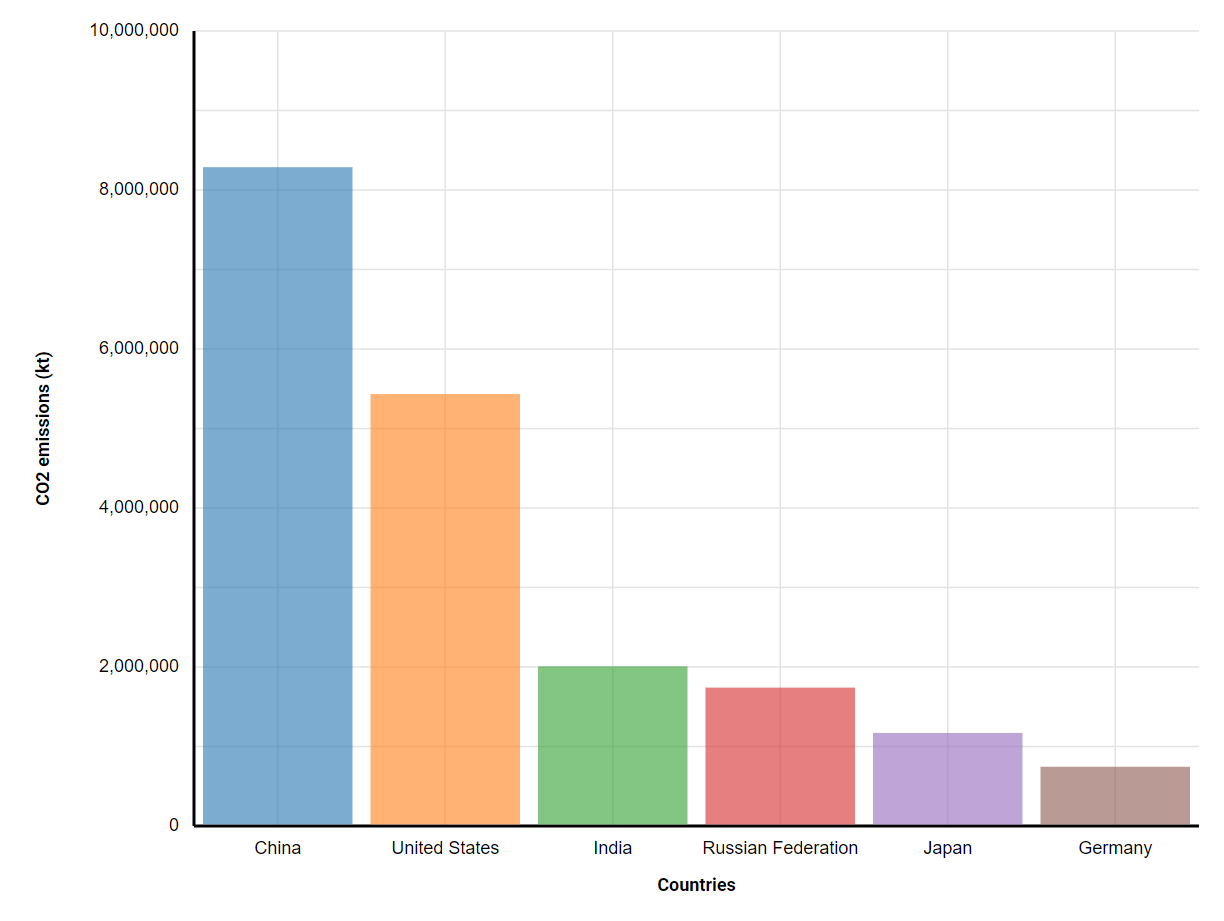 10,000,000
8,000,000
6,000,000
4,000,000
2,000,000
0
CO2 emissions (kt)
China United States India Russian Federation Japan Germany
Countries